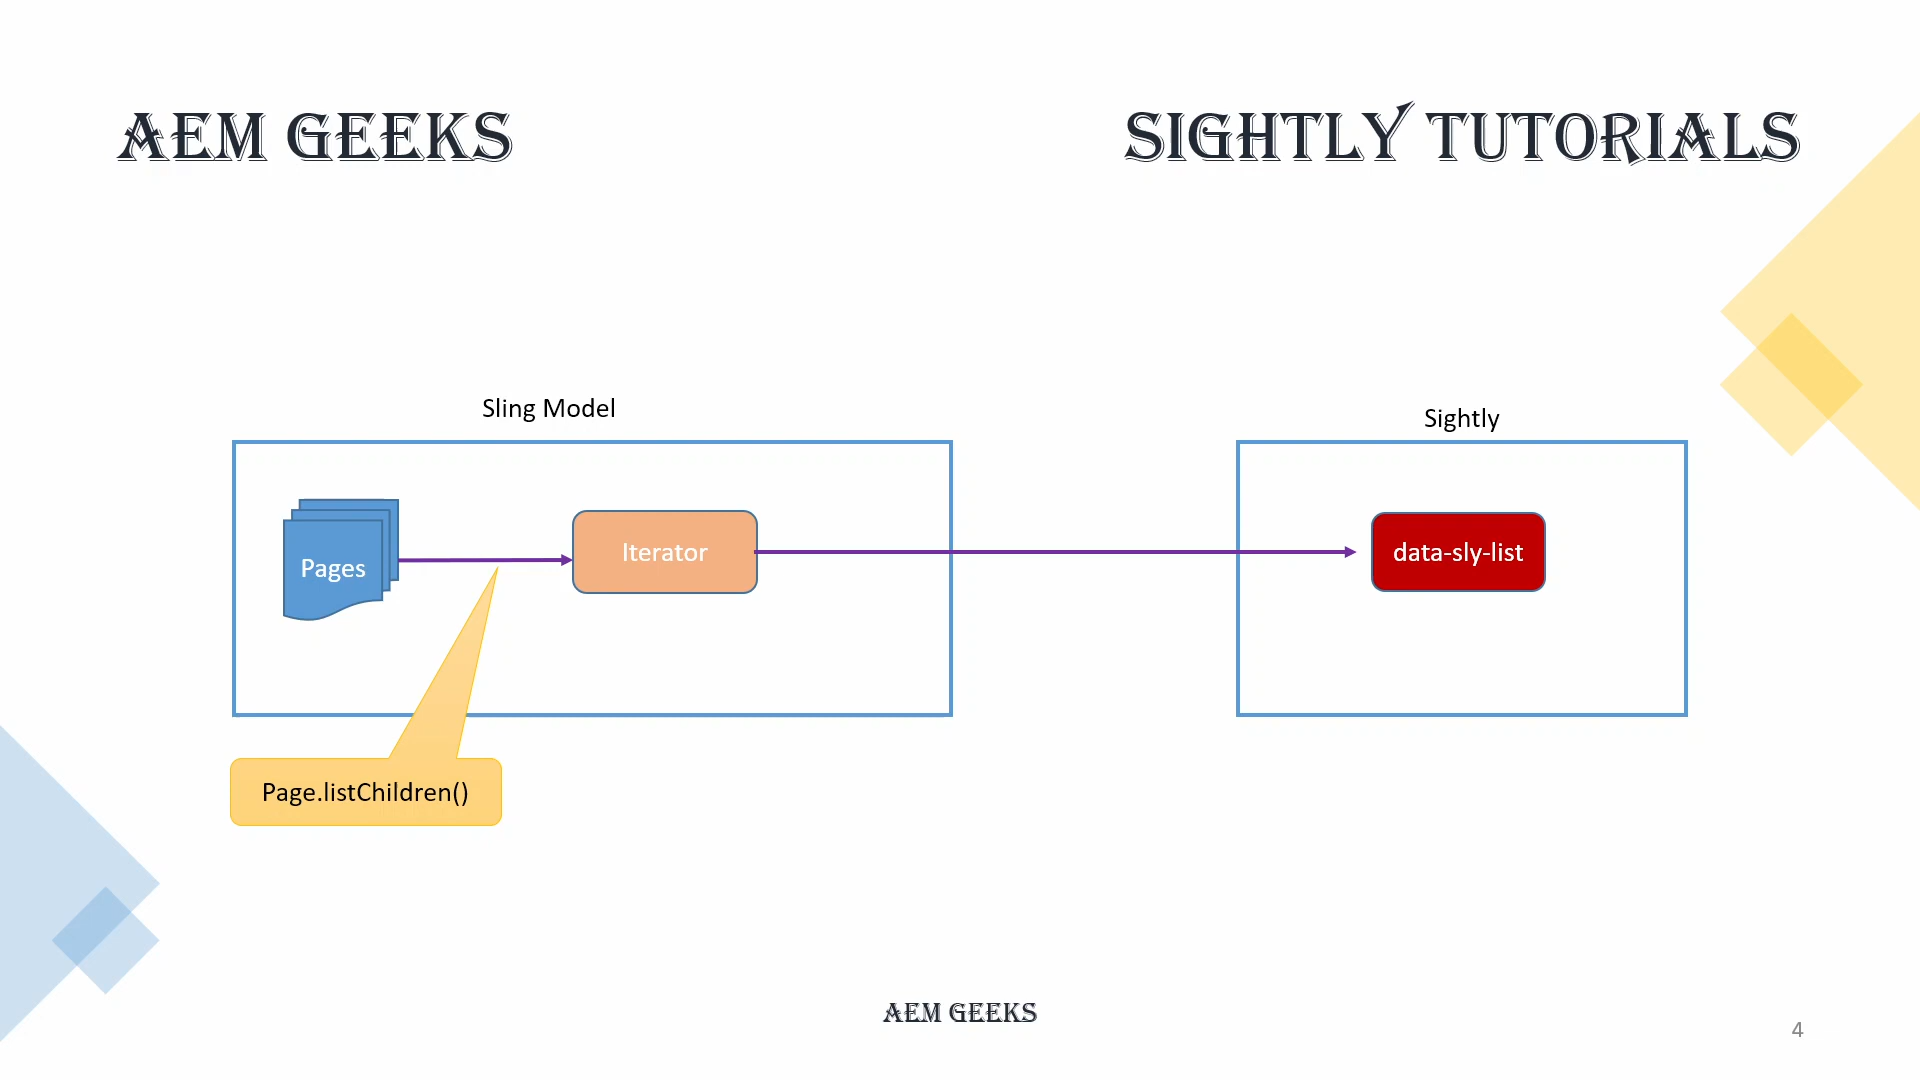 AEM GEEKS
SIGHTLY TUTORIALS
Sling Model
Sightly
Pages
Iterator
data-sly-list
Page.listChildren()
AEM GEEKS
4